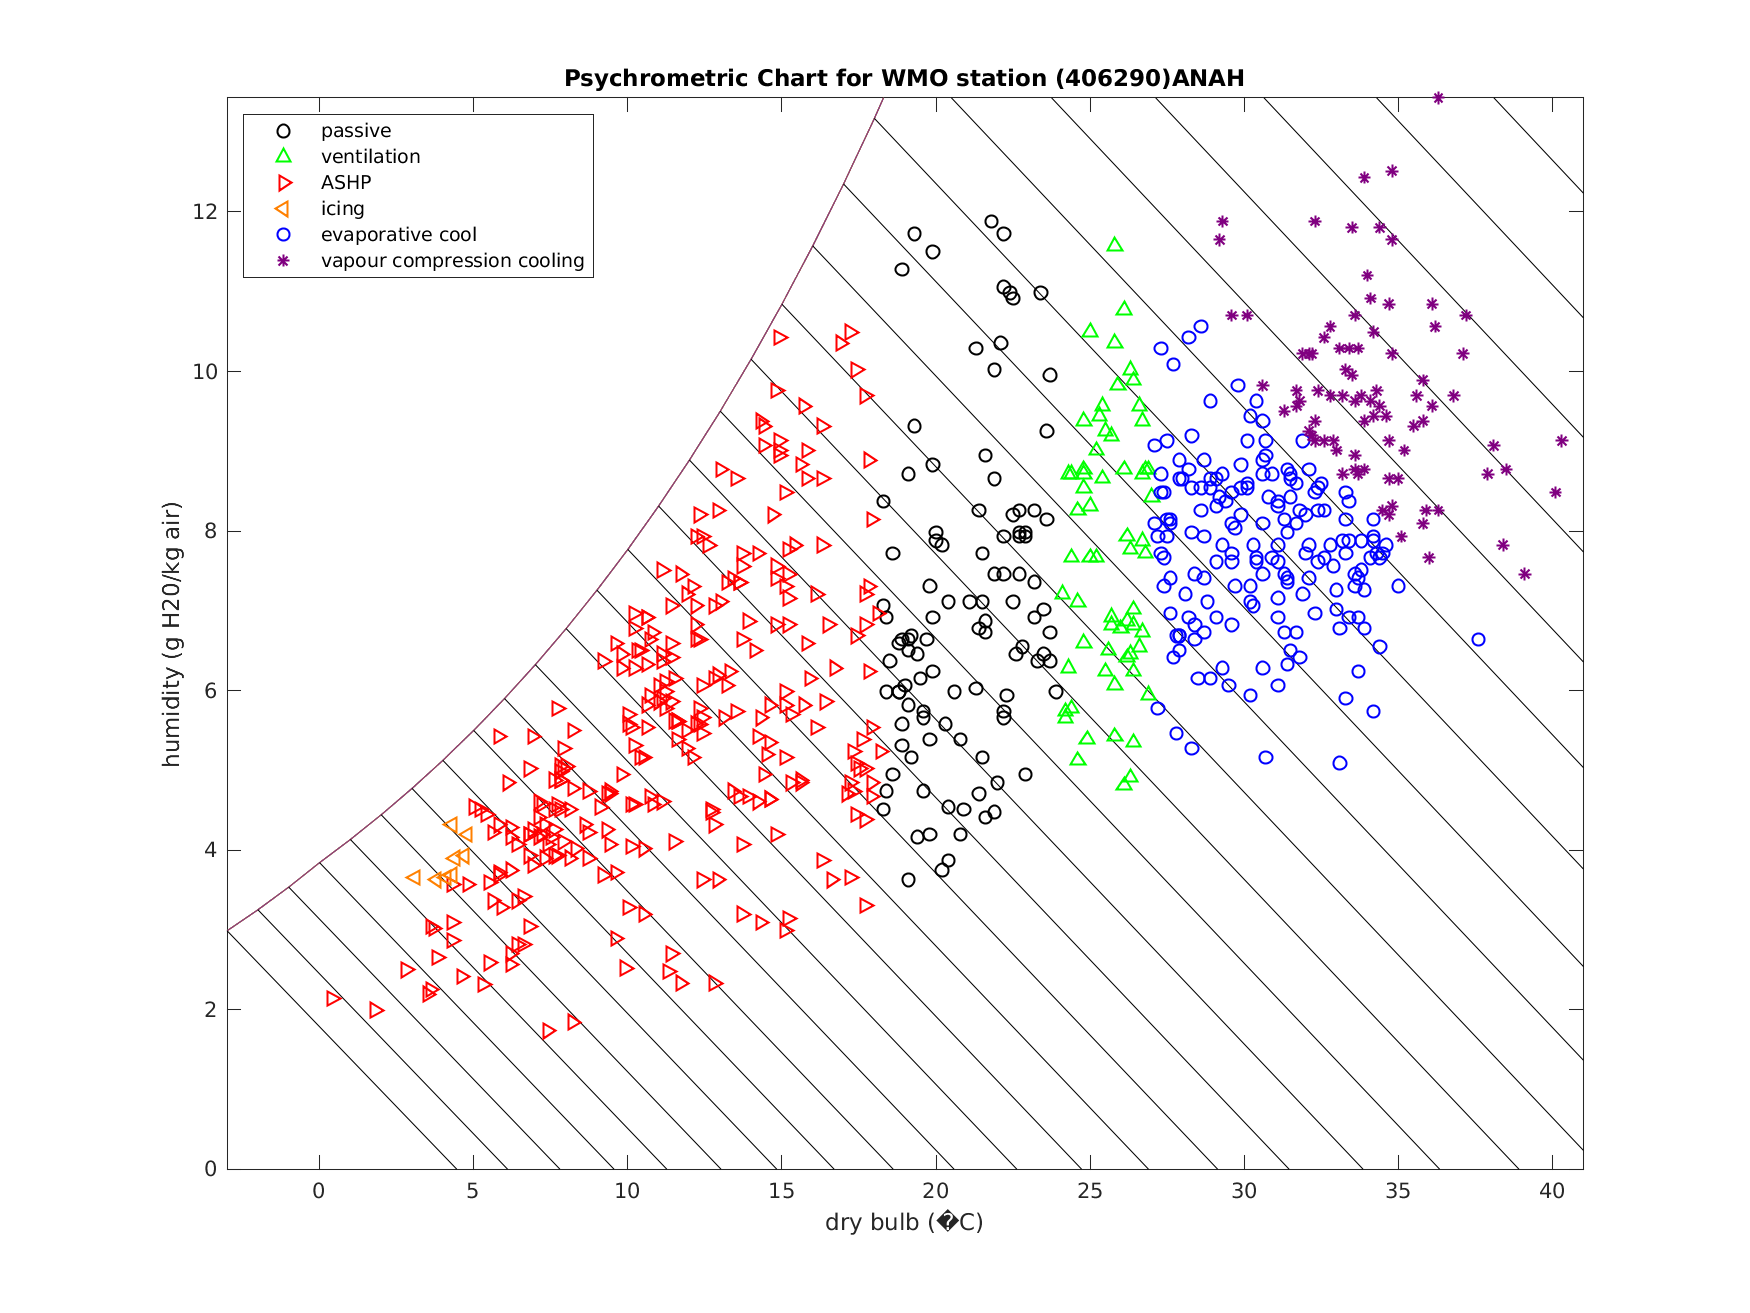 Psychrometric Chart for WMO station (406290)ANAH
passive
ventilation
ASHP
icing
evaporative cool
vapour compression cooling
12
10
8
6
4
2
0
humidity (g H20/kg air)
0 5 10 15 20 25 30 35 40
dry bulb (�C)